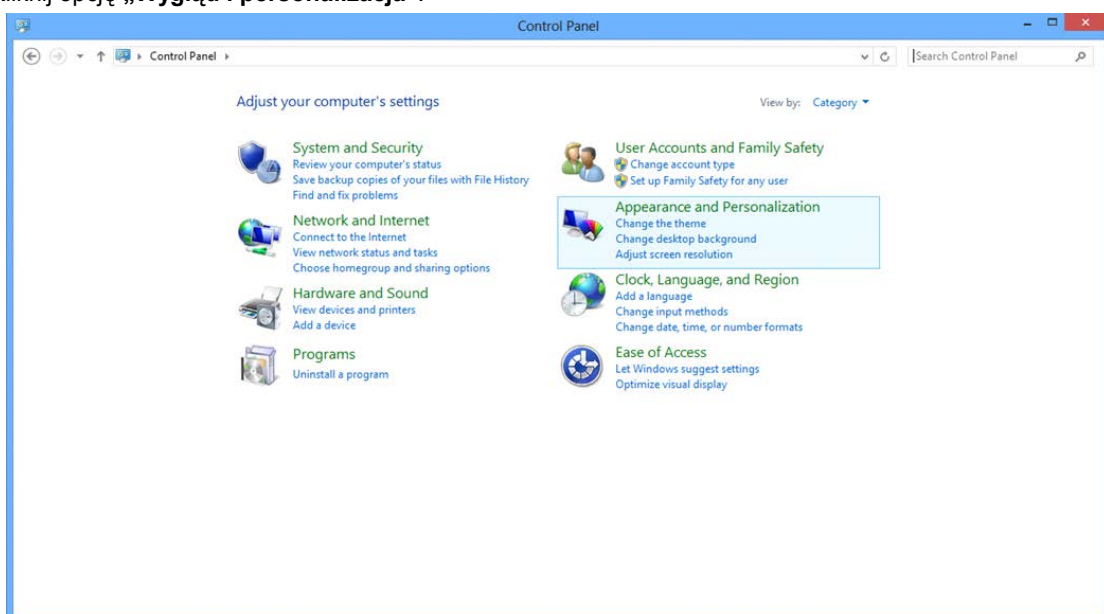 kliknij opcję „Wygląd i personalizacja”.
Control Panel
Control Panel
Search Control Panel
Adjust your computer's settings
View by: Category
System and Security
Review your computer's status
Save backup copies of your files with File History
Find and fix problems
Network and Internet
Connect to the Internet
View network status and tasks
Choose homegroup and sharing options
Hardware and Sound
View devices and printers
Add a device
Programs
Uninstall a program
User Accounts and Family Safety
Change account type
Set up Family Safety for any user
Appearance and Personalization
Change the theme
Change desktop background
Adjust screen resolution
Clock, Language, and Region
Add a language
Change input methods
Change date, time, or number formats
Ease of Access
Let Windows suggest settings
Optimize visual display